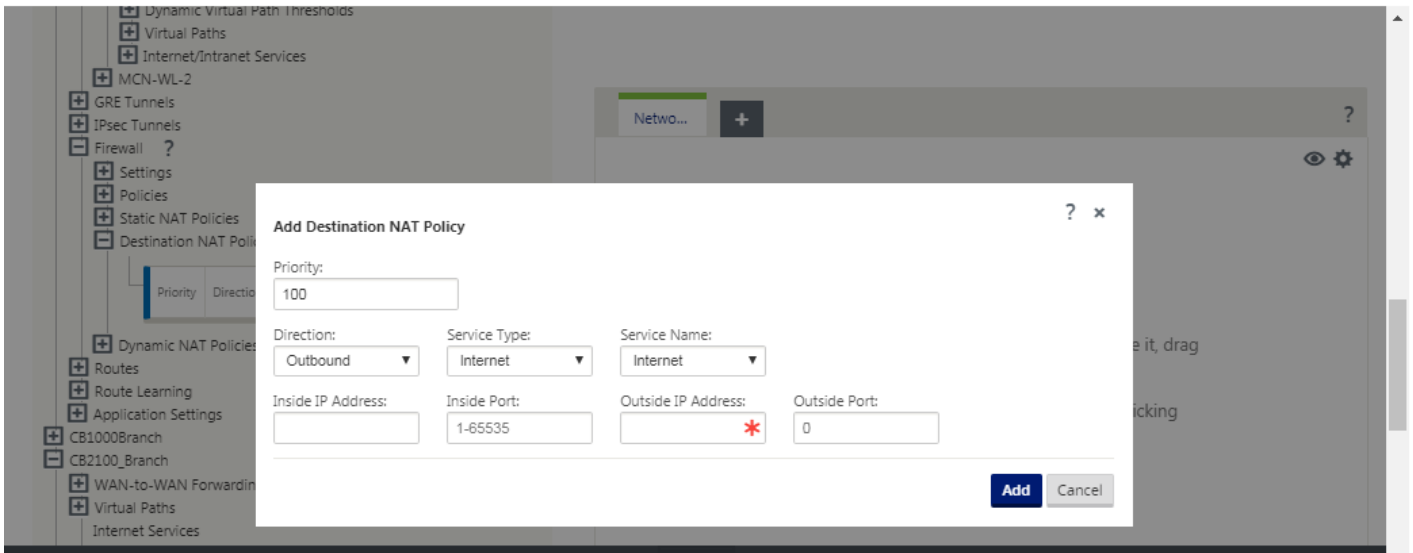 Dynamic Virtual Path Thresholds
Virtual Paths
Internet/Intranet Services
MCN-WL-2
GRE Tunnels
IPsec Tunnels
Firewall ?
Settings
Policies
Static NAT Policies
Destination NAT Polic
Priority Directio
Dynamic NAT Policies
Routes
Route Learning
Application Settings
CB1000Branch
CB2100_Branch
WAN-to-WAN Forwardin
Virtual Paths
Internet Services
Netwo... + ?
Add Destination NAT Policy ? ×
Priority:
100
Direction: Service Type: Service Name:
Outbound Internet Internet
Inside IP Address: Inside Port: Outside IP Address: Outside Port:
1-65535 * 0
Add Cancel
e it, drag
icking